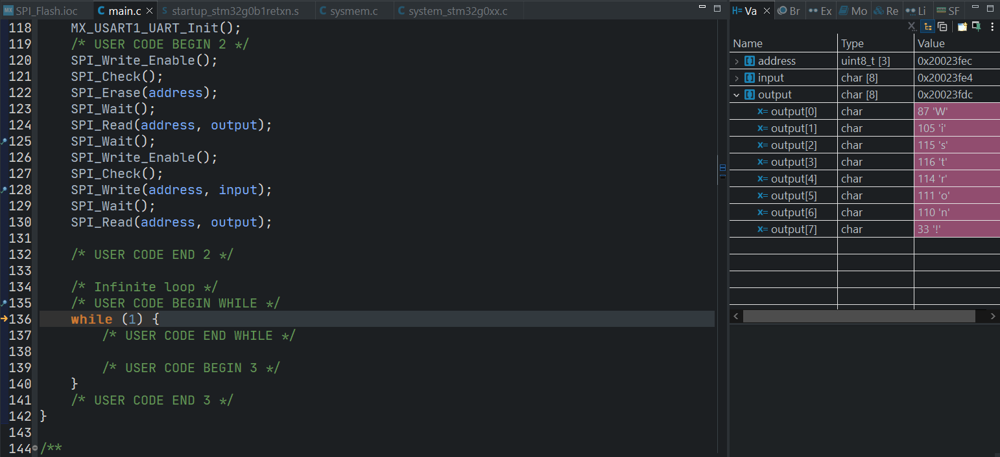 SPI_Flash.ioc main.c startup_stm32g0b1retxn.s sysmem.c system_stm32g0xx.c
118 MX_USART1_UART_Init();
119 /* USER CODE BEGIN 2 */
120 SPI_Write_Enable();
121 SPI_Check();
122 SPI_Erase(address);
123 SPI_Wait();
124 SPI_Read(address, output);
125 SPI_Wait();
126 SPI_Write_Enable();
127 SPI_Check();
128 SPI_Write(address, input);
129 SPI_Wait();
130 SPI_Read(address, output);
131
132 /* USER CODE END 2 */
133
134 /* Infinite loop */
135 /* USER CODE BEGIN WHILE */
136 while (1) {
137 /* USER CODE END WHILE */
138
139 /* USER CODE BEGIN 3 */
140 }
141 /* USER CODE END 3 */
142 }
143
144 /**
Va Br Ex Mo Re Li SF
Name Type Value
address uint8_t [3] 0x20023fec
input char [8] 0x20023fe4
output char [8] 0x20023fdc
output[0] char 87 'W'
output[1] char 105 'i'
output[2] char 115 's'
output[3] char 116 't'
output[4] char 114 'r'
output[5] char 111 'o'
output[6] char 110 'n'
output[7] char 33 '!'